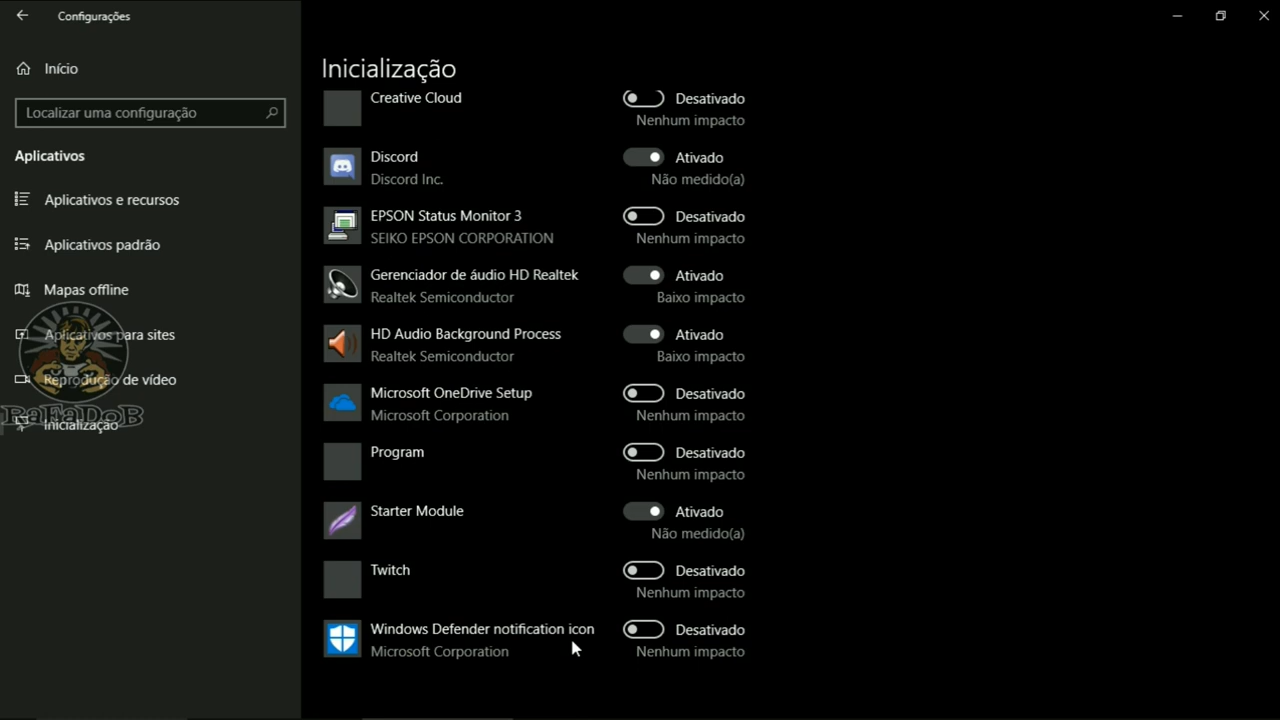 Configurações
Início
Localizar uma configuração
Aplicativos
Aplicativos e recursos
Aplicativos padrão
Mapas offline
Aplicativos para sites
Reprodução de vídeo
Inicialização
RaFaDoB
Inicialização
Creative Cloud
Desativado
Nenhum impacto
Discord
Ativado
Discord Inc.
Não medido(a)
EPSON Status Monitor 3
Desativado
SEIKO EPSON CORPORATION
Nenhum impacto
Gerenciador de áudio HD Realtek
Ativado
Realtek Semiconductor
Baixo impacto
HD Audio Background Process
Ativado
Realtek Semiconductor
Baixo impacto
Microsoft OneDrive Setup
Desativado
Microsoft Corporation
Nenhum impacto
Program
Desativado
Nenhum impacto
Starter Module
Ativado
Não medido(a)
Twitch
Desativado
Nenhum impacto
Windows Defender notification icon
Desativado
Microsoft Corporation
Nenhum impacto